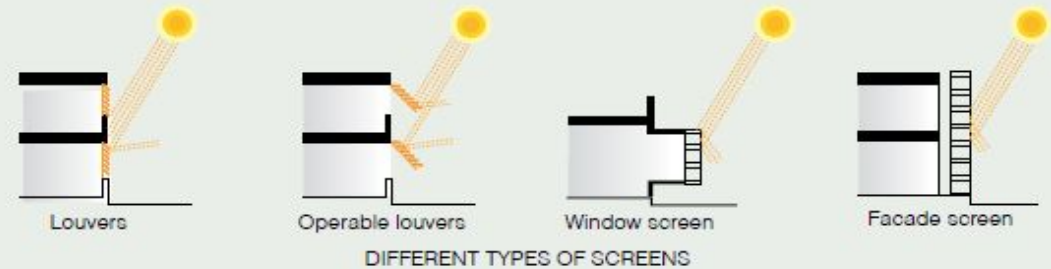 Louvers
Operable louvers
Window screen
Facade screen
DIFFERENT TYPES OF SCREENS